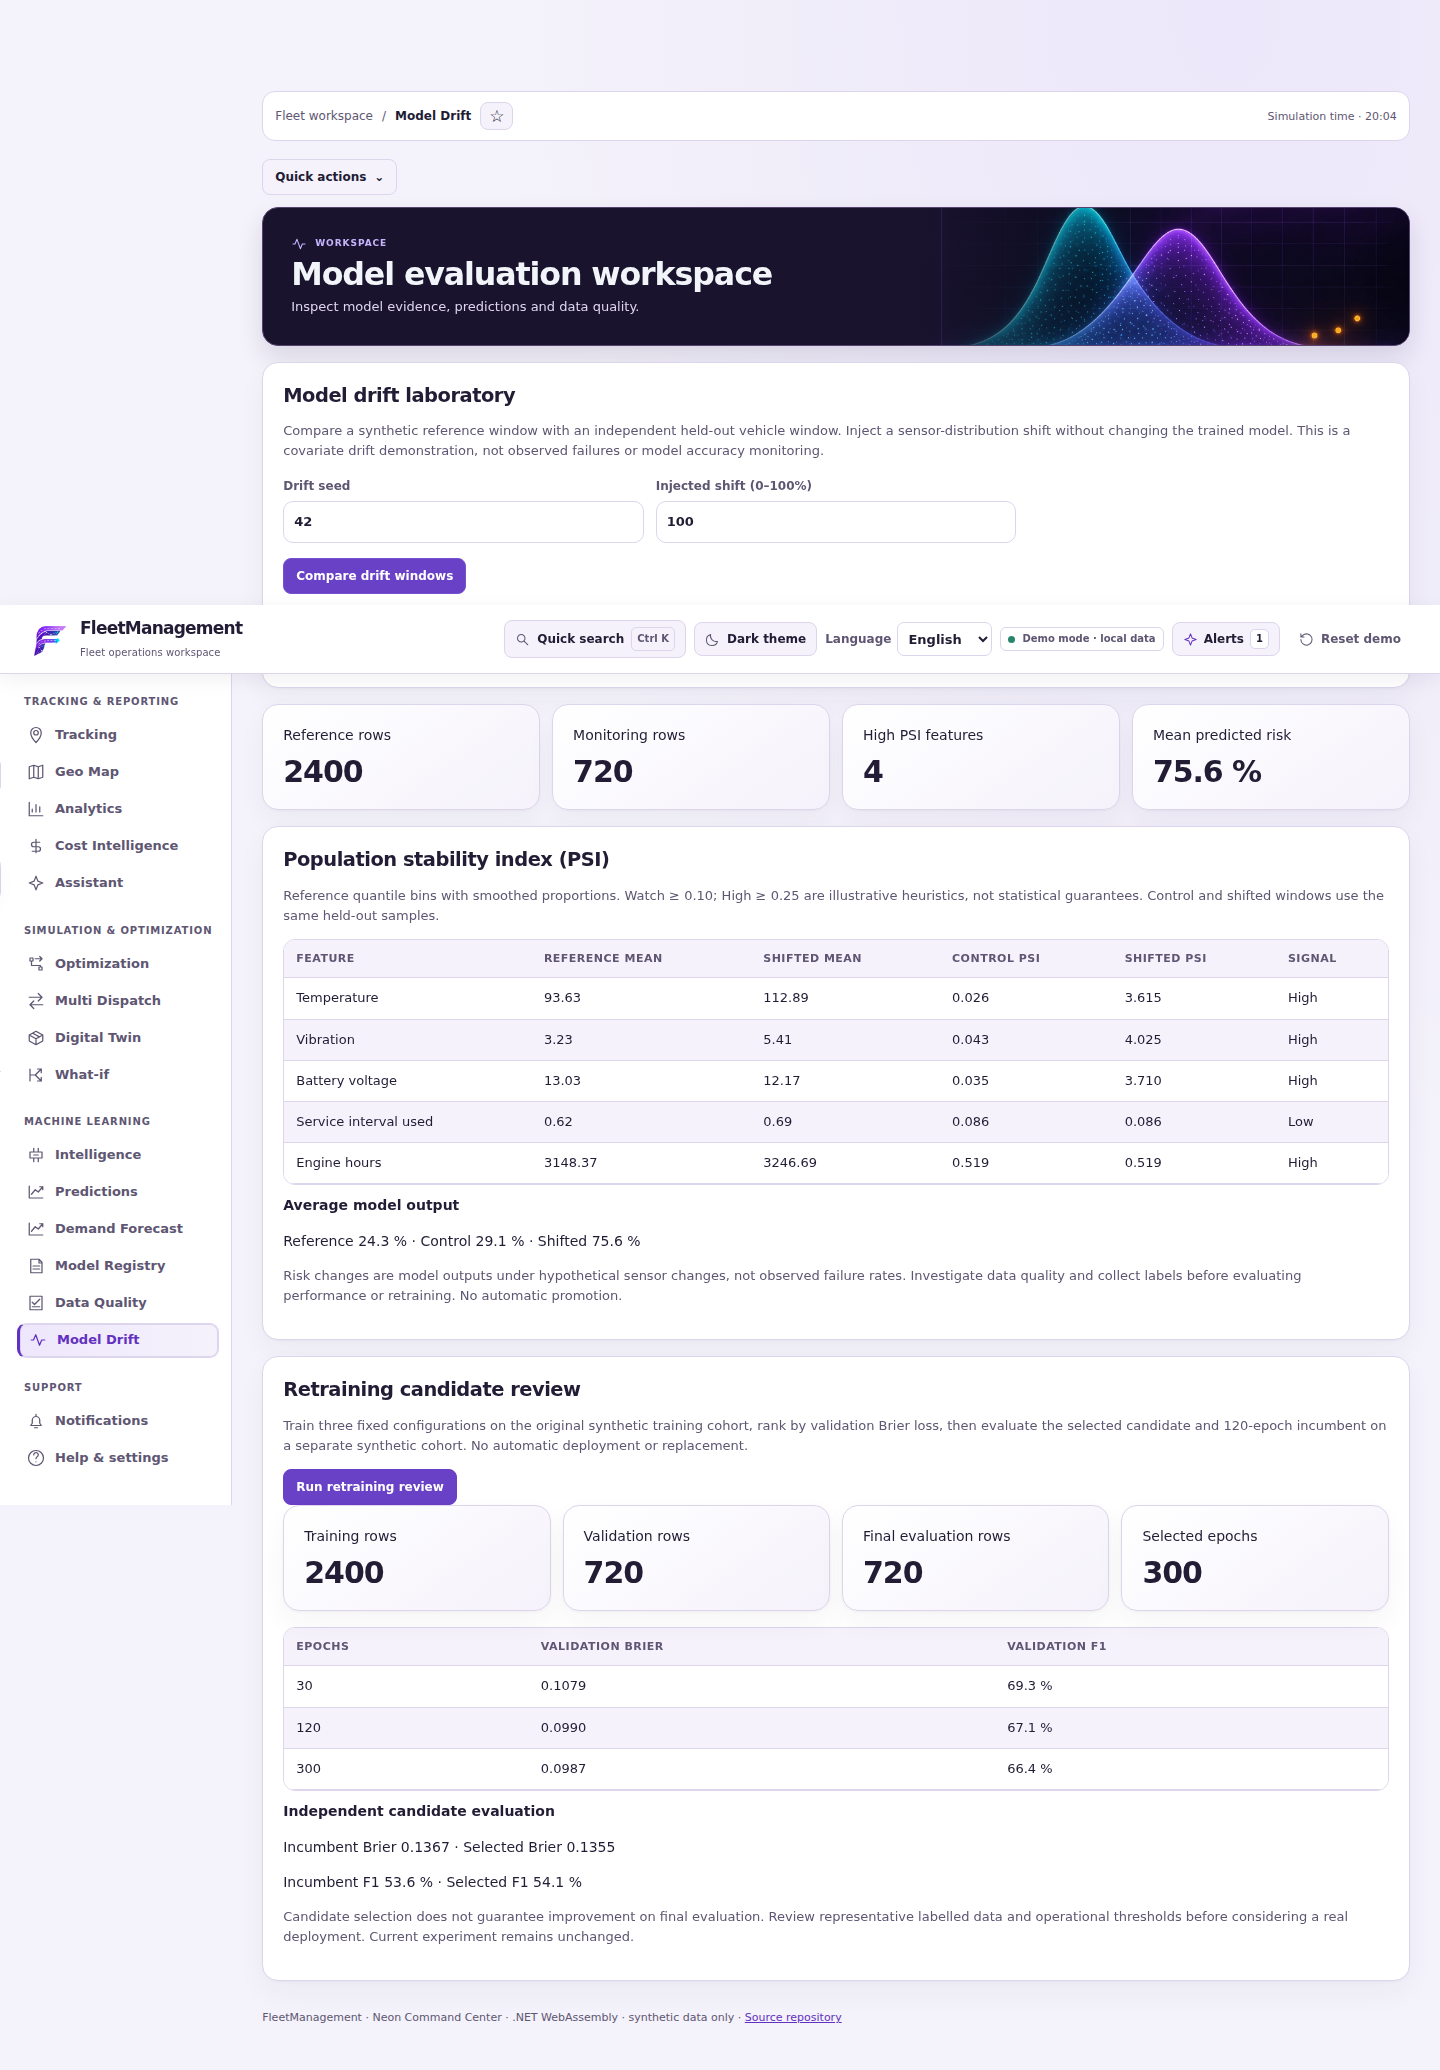 Fleet workspace / Model Drift ☆
Simulation time · 20:04
Quick actions
WORKSPACE
Model evaluation workspace
Inspect model evidence, predictions and data quality.
Model drift laboratory
Compare a synthetic reference window with an independent held-out vehicle window. Inject a sensor-distribution shift without changing the trained model. This is a
covariate drift demonstration, not observed failures or model accuracy monitoring.
Drift seed
Injected shift (0–100%)
42
100
Compare drift windows
FleetManagement
Fleet operations workspace
Quick search Ctrl K
Dark theme
Language English
Demo mode · local data
Alerts 1
Reset demo
TRACKING & REPORTING
Tracking
Geo Map
Analytics
Cost Intelligence
Assistant
SIMULATION & OPTIMIZATION
Optimization
Multi Dispatch
Digital Twin
What-if
MACHINE LEARNING
Intelligence
Predictions
Demand Forecast
Model Registry
Data Quality
Model Drift
SUPPORT
Notifications
Help & settings
Reference rows
2400
Monitoring rows
720
High PSI features
4
Mean predicted risk
75.6 %
Population stability index (PSI)
Reference quantile bins with smoothed proportions. Watch ≥ 0.10; High ≥ 0.25 are illustrative heuristics, not statistical guarantees. Control and shifted windows use the
same held-out samples.
FEATURE REFERENCE MEAN SHIFTED MEAN CONTROL PSI SHIFTED PSI SIGNAL
Temperature 93.63 112.89 0.026 3.615 High
Vibration 3.23 5.41 0.043 4.025 High
Battery voltage 13.03 12.17 0.035 3.710 High
Service interval used 0.62 0.69 0.086 0.086 Low
Engine hours 3148.37 3246.69 0.519 0.519 High
Average model output
Reference 24.3 % · Control 29.1 % · Shifted 75.6 %
Risk changes are model outputs under hypothetical sensor changes, not observed failure rates. Investigate data quality and collect labels before evaluating
performance or retraining. No automatic promotion.
Retraining candidate review
Train three fixed configurations on the original synthetic training cohort, rank by validation Brier loss, then evaluate the selected candidate and 120-epoch incumbent on
a separate synthetic cohort. No automatic deployment or replacement.
Run retraining review
Training rows
2400
Validation rows
720
Final evaluation rows
720
Selected epochs
300
EPOCHS VALIDATION BRIER VALIDATION F1
30 0.1079 69.3 %
120 0.0990 67.1 %
300 0.0987 66.4 %
Independent candidate evaluation
Incumbent Brier 0.1367 · Selected Brier 0.1355
Incumbent F1 53.6 % · Selected F1 54.1 %
Candidate selection does not guarantee improvement on final evaluation. Review representative labelled data and operational thresholds before considering a real
deployment. Current experiment remains unchanged.
FleetManagement · Neon Command Center · .NET WebAssembly · synthetic data only · Source repository